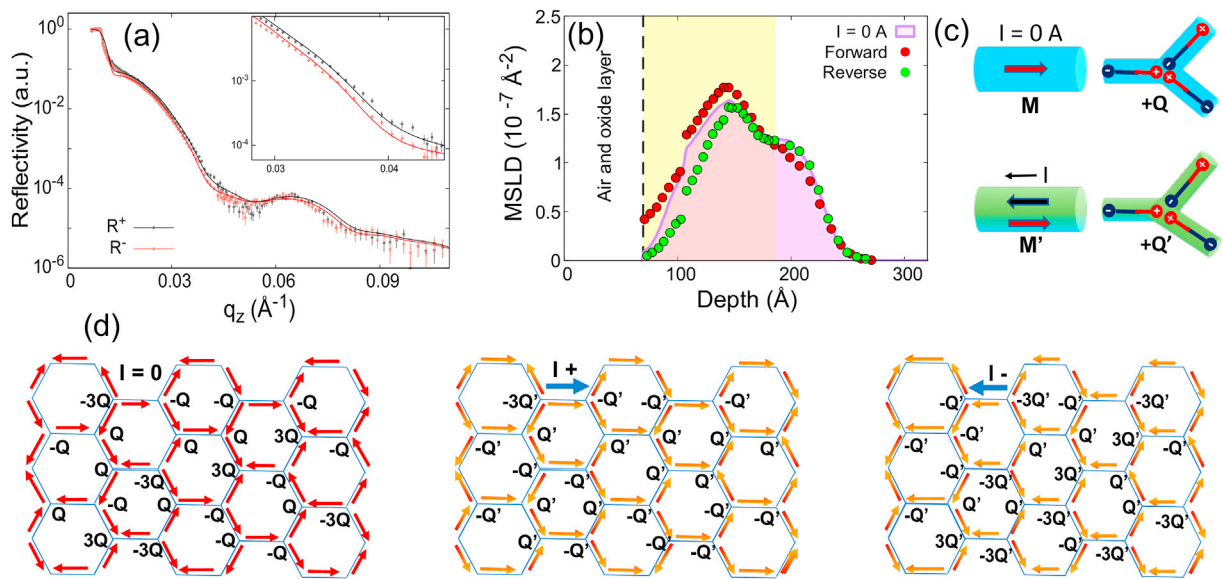 (a)
Reflectivity (a.u.)
10⁰
10⁻²
10⁻⁴
10⁻⁶
0
0.03
0.06
0.09
q_z (Å⁻¹)
R⁺
R⁻
10⁻³
10⁻⁴
0.03
0.04
(b)
MSLD (10⁻⁷ Å⁻²)
2.5
2
1.5
1
0.5
0
0
100
200
300
Depth (Å)
Air and oxide layer
I = 0 A
Forward
Reverse
(c)
I = 0 A
M
+Q
I
M'
+Q'
(d)
I = 0
-3Q -Q -Q -Q
Q Q 3Q
-Q -Q
Q 3Q
-3Q -Q
Q -Q Q -Q Q
3Q -3Q -Q -3Q
I +
-3Q' -Q' -Q' -Q'
Q' Q' Q'
-Q' Q'
Q'
-Q' -Q'
-Q' Q' -Q' Q' -Q' Q'
-Q' -Q' -Q'
I -
-Q' -3Q' -Q' -Q'
Q' 3Q'
-Q' -Q'
3Q'
-3Q' -Q'
-Q' Q' -Q' Q'
3Q' -3Q' -3Q' -3Q'